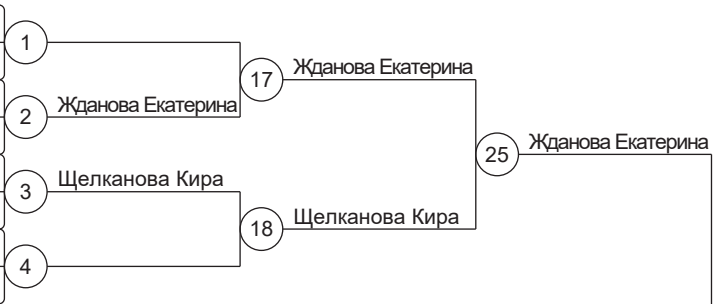 1
Жданова Екатерина
17
2 Жданова Екатерина
Жданова Екатерина
25
3 Щелканова Кира
Щелканова Кира
18
4